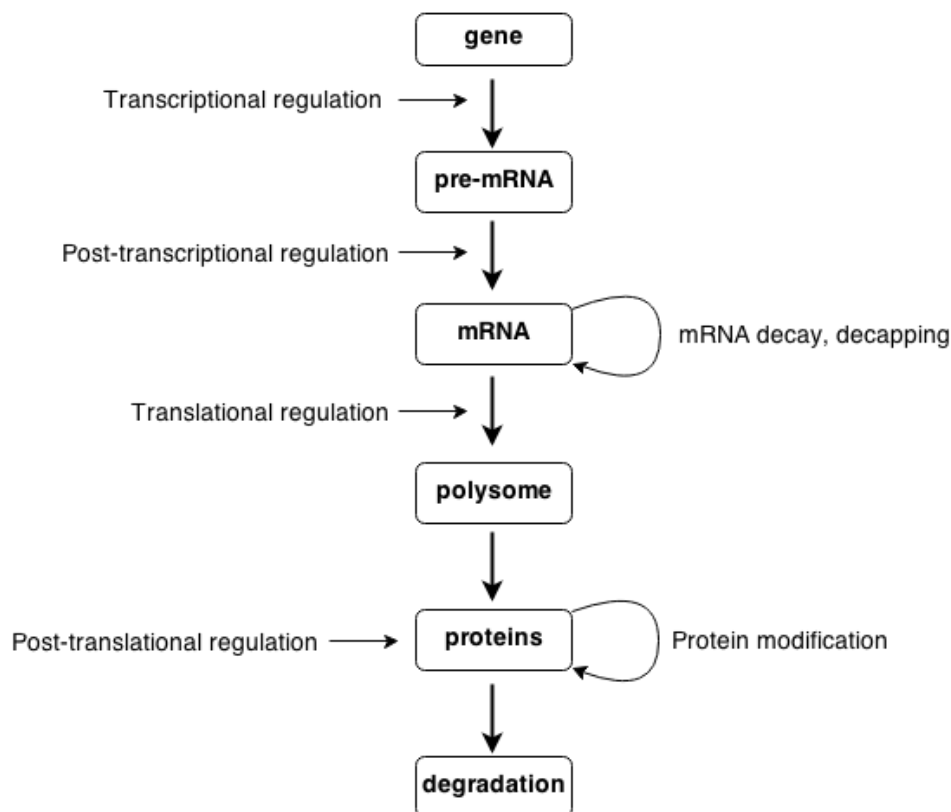 gene
Transcriptional regulation
pre-mRNA
Post-transcriptional regulation
mRNA
mRNA decay, decapping
Translational regulation
polysome
Post-translational regulation
proteins
Protein modification
degradation